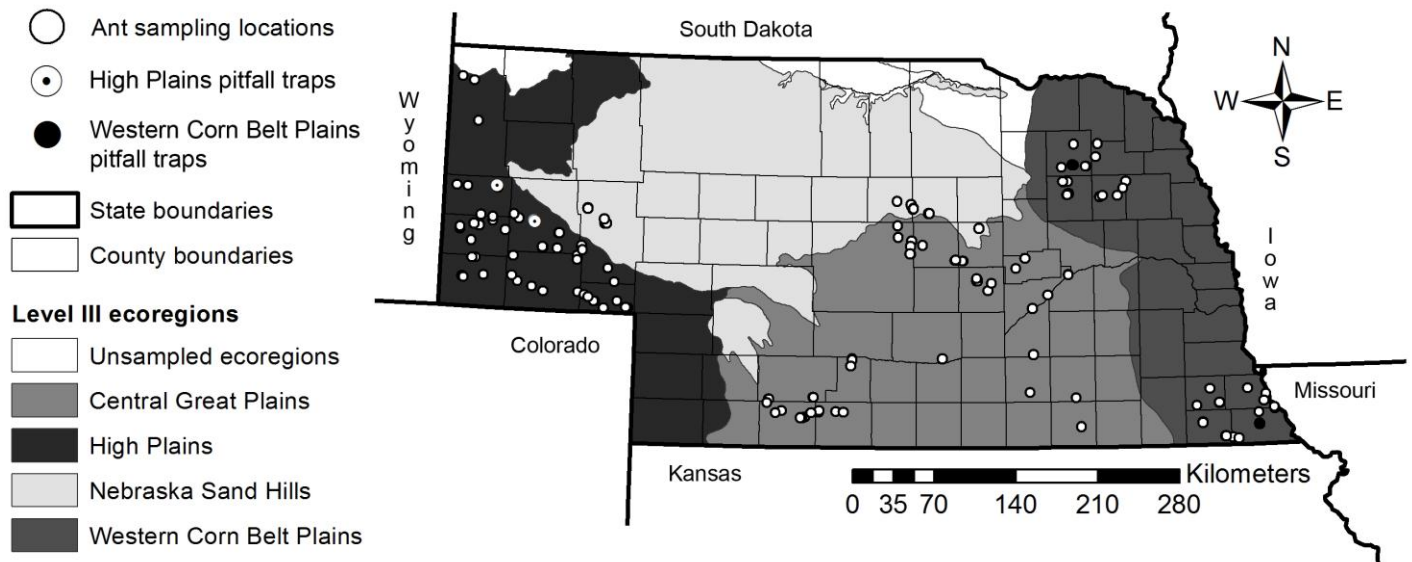 Ant sampling locations
High Plains pitfall traps
Western Corn Belt Plains
pitfall traps
State boundaries
County boundaries
Level III ecoregions
Unsampled ecoregions
Central Great Plains
High Plains
Nebraska Sand Hills
Western Corn Belt Plains
South Dakota
Wyoming
N
W E
S
Iowa
Colorado
Missouri
Kansas
Kilometers
0 35 70 140 210 280